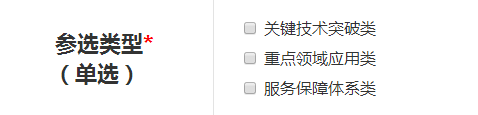 参选类型*
（单选）
关键技术突破类
重点领域应用类
服务保障体系类